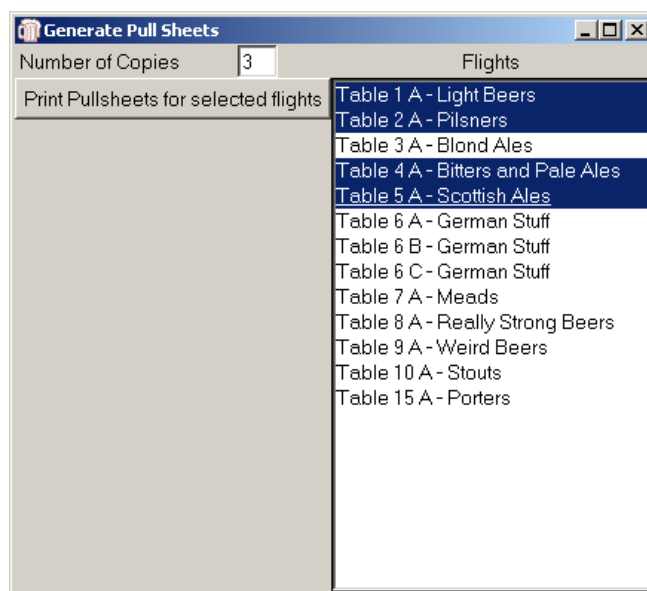 Generate Pull Sheets
Number of Copies 3 Flights
Print Pullsheets for selected flights
Table 1 A - Light Beers
Table 2 A - Pilsners
Table 3 A - Blond Ales
Table 4 A - Bitters and Pale Ales
Table 5 A - Scottish Ales
Table 6 A - German Stuff
Table 6 B - German Stuff
Table 6 C - German Stuff
Table 7 A - Meads
Table 8 A - Really Strong Beers
Table 9 A - Weird Beers
Table 10 A - Stouts
Table 15 A - Porters